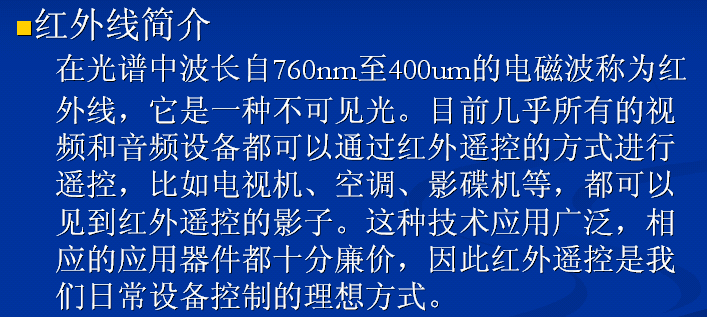 红外线简介
在光谱中波长自760nm至400um的电磁波称为红
外线，它是一种不可见光。目前几乎所有的视
频和音频设备都可以通过红外遥控的方式进行
遥控，比如电视机、空调、影碟机等，都可以
见到红外遥控的影子。这种技术应用广泛，相
应的应用器件都十分廉价，因此红外遥控是我
们日常设备控制的理想方式。